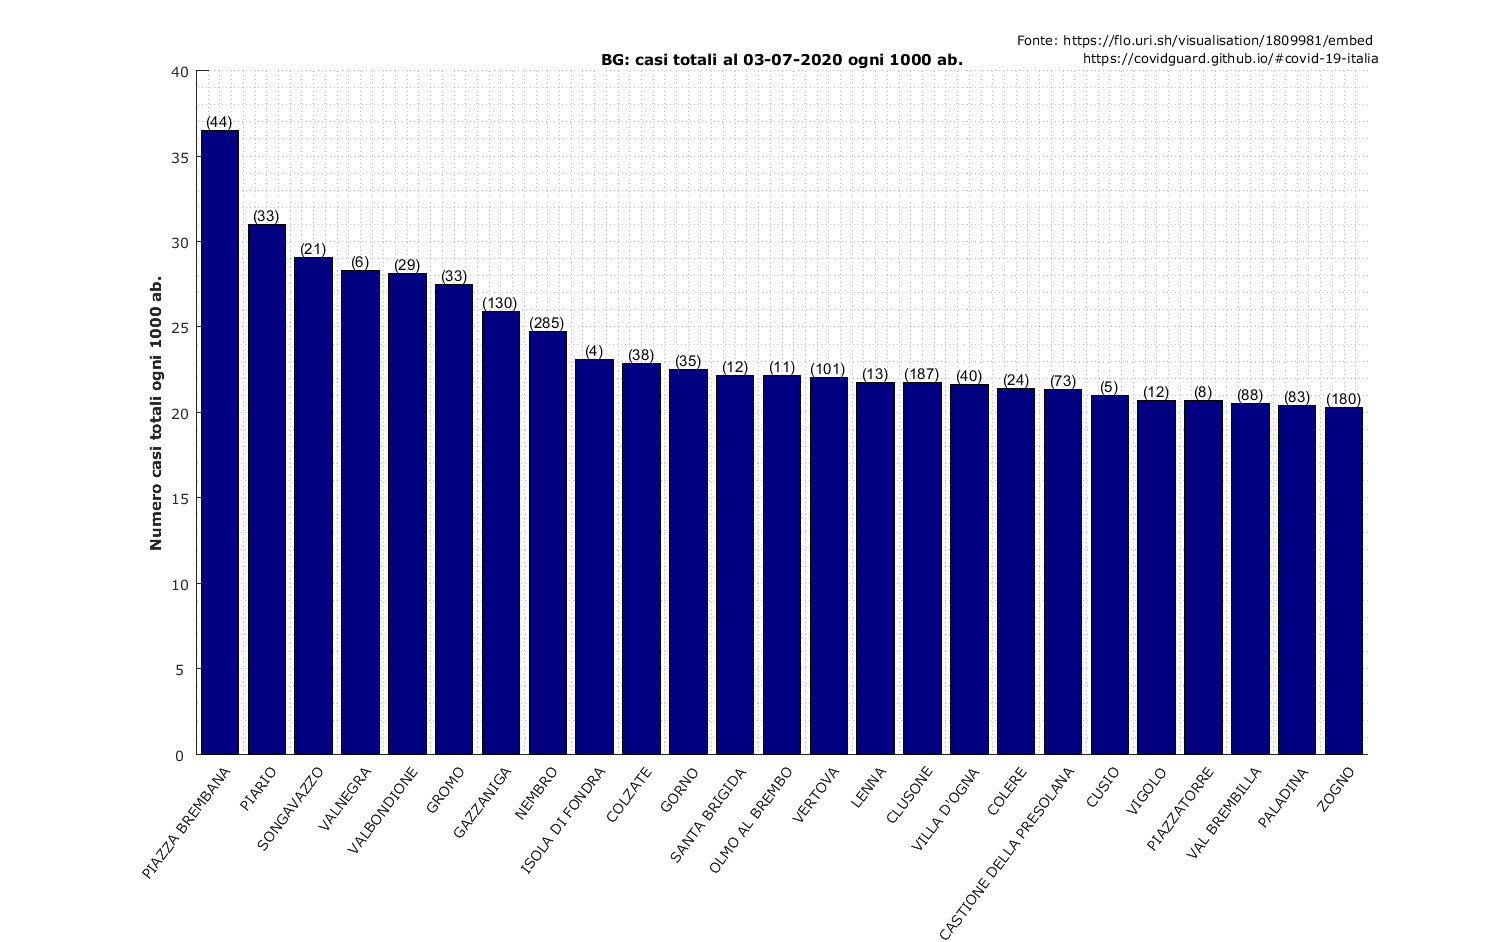 Fonte: https://flo.uri.sh/visualisation/1809981/embed
https://covidguard.github.io/#covid-19-italia
BG: casi totali al 03-07-2020 ogni 1000 ab.
Numero casi totali ogni 1000 ab.
40
35
30
25
20
15
10
5
0
(44)
(33)
(21)
(6)
(29)
(33)
(130)
(285)
(4)
(38)
(35)
(12)
(11)
(101)
(13)
(187)
(40)
(24)
(73)
(5)
(12)
(8)
(88)
(83)
(180)
PIAZZA BREMBANA
PIARIO
SONGAVAZZO
VALNEGRA
VALBONDIONE
GROMO
GAZZANIGA
NEMBRO
ISOLA DI FONDRA
COLZATE
GORNO
SANTA BRIGIDA
OLMO AL BREMBO
VERTOVA
LENNA
CLUSONE
VILLA D'OGNA
COLERE
CASTIONE DELLA PRESOLANA
CUSIO
VIGOLO
PIAZZATORRE
VAL BREMBILLA
PALADINA
ZOGNO